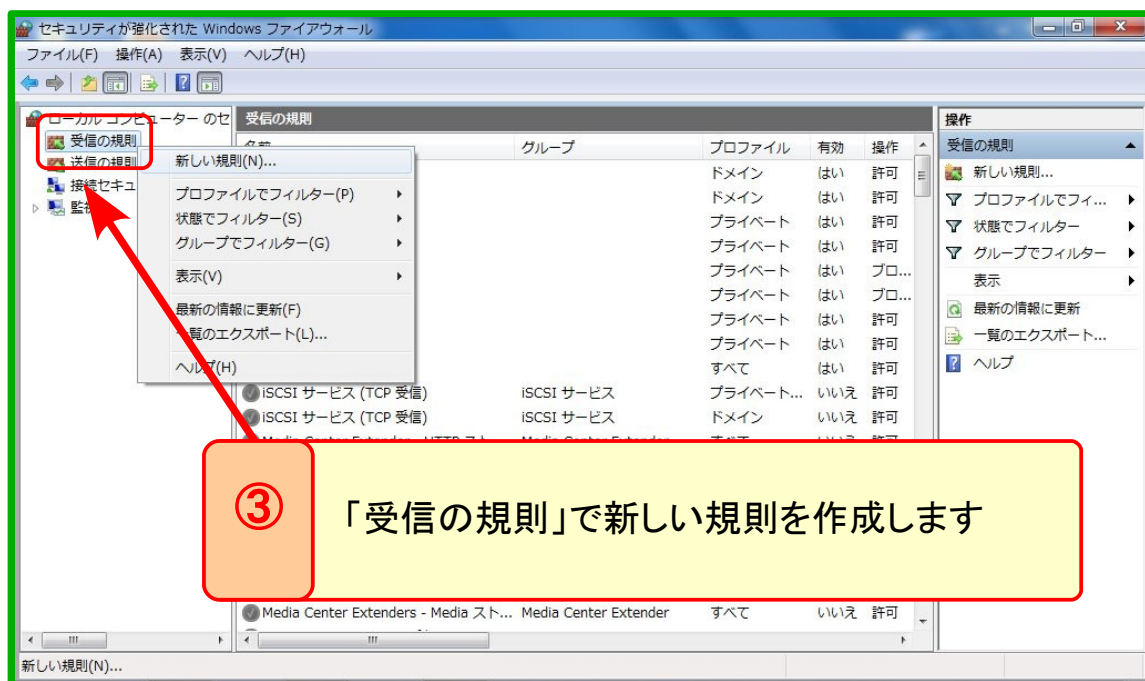 セキュリティが強化された Windows ファイアウォール
ファイル(F) 操作(A) 表示(V) ヘルプ(H)
ローカル コンピューター のセ
受信の規則
送信の規則
接続セキュ
監視
新しい規則(N)...
プロファイルでフィルター(P)
状態でフィルター(S)
グループでフィルター(G)
表示(V)
最新の情報に更新(F)
一覧のエクスポート(L)...
ヘルプ(H)
受信の規則
名前 グループ プロファイル 有効 操作
ドメイン はい 許可
ドメイン はい 許可
プライベート はい 許可
プライベート はい 許可
プライベート はい ブロ...
プライベート はい ブロ...
プライベート はい 許可
プライベート はい 許可
すべて はい 許可
iSCSI サービス (TCP 受信) iSCSI サービス プライベート... いいえ 許可
iSCSI サービス (TCP 受信) iSCSI サービス ドメイン いいえ 許可
Media Center Extender - HTTP スト... Media Center Extender すべて いいえ 許可
③ 「受信の規則」で新しい規則を作成します
Media Center Extenders - Media スト... Media Center Extender すべて いいえ 許可
操作
受信の規則
新しい規則...
プロファイルでフィ...
状態でフィルター
グループでフィルター
表示
最新の情報に更新
一覧のエクスポート...
ヘルプ
新しい規則(N)...